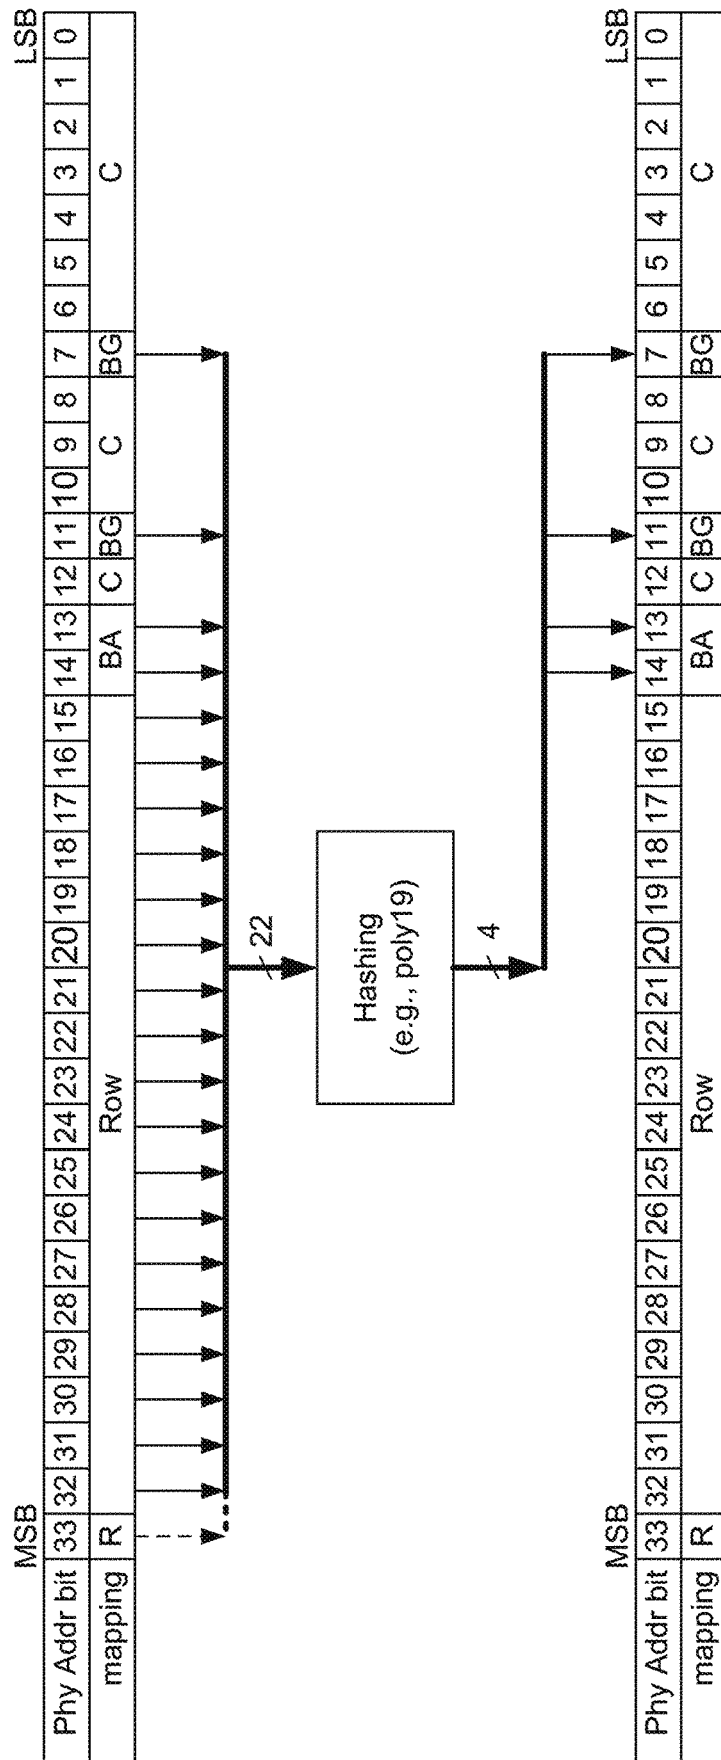 MSB LSB
Phy Addr bit 33 32 31 30 29 28 27 26 25 24 23 22 21 20 19 18 17 16 15 14 13 12 11 10 9 8 7 6 5 4 3 2 1 0
mapping R Row BA C BG C BG C
22
Hashing
(e.g., poly19)
4
MSB LSB
Phy Addr bit 33 32 31 30 29 28 27 26 25 24 23 22 21 20 19 18 17 16 15 14 13 12 11 10 9 8 7 6 5 4 3 2 1 0
mapping R Row BA C BG C BG C